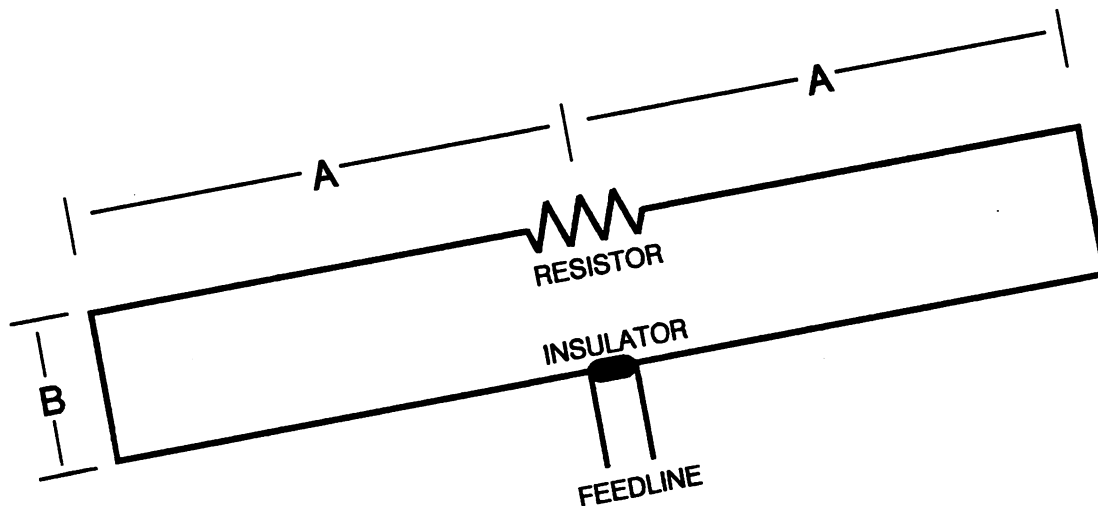 A
A
RESISTOR
INSULATOR
B
FEEDLINE